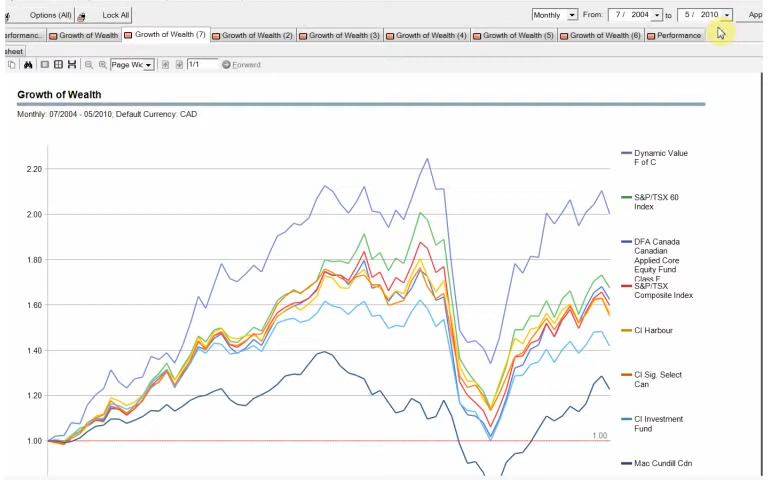 Options (All) Lock All Monthly From: 7 / 2004 to 5 / 2010 App
erformanc... Growth of Wealth Growth of Wealth (7) Growth of Wealth (2) Growth of Wealth (3) Growth of Wealth (4) Growth of Wealth (5) Growth of Wealth (6) Performance
sheet
Page Wic 1/1 Forward
Growth of Wealth
Monthly: 07/2004 - 05/2010; Default Currency: CAD
2.20
2.00
1.80
1.60
1.40
1.20
1.00
1.00
Dynamic Value
F of C
S&P/TSX 60
Index
DFA Canada
Canadian
Applied Core
Equity Fund
Class F
S&P/TSX
Composite Index
CI Harbour
CI Sig. Select
Can
CI Investment
Fund
Mac Cundill Cdn